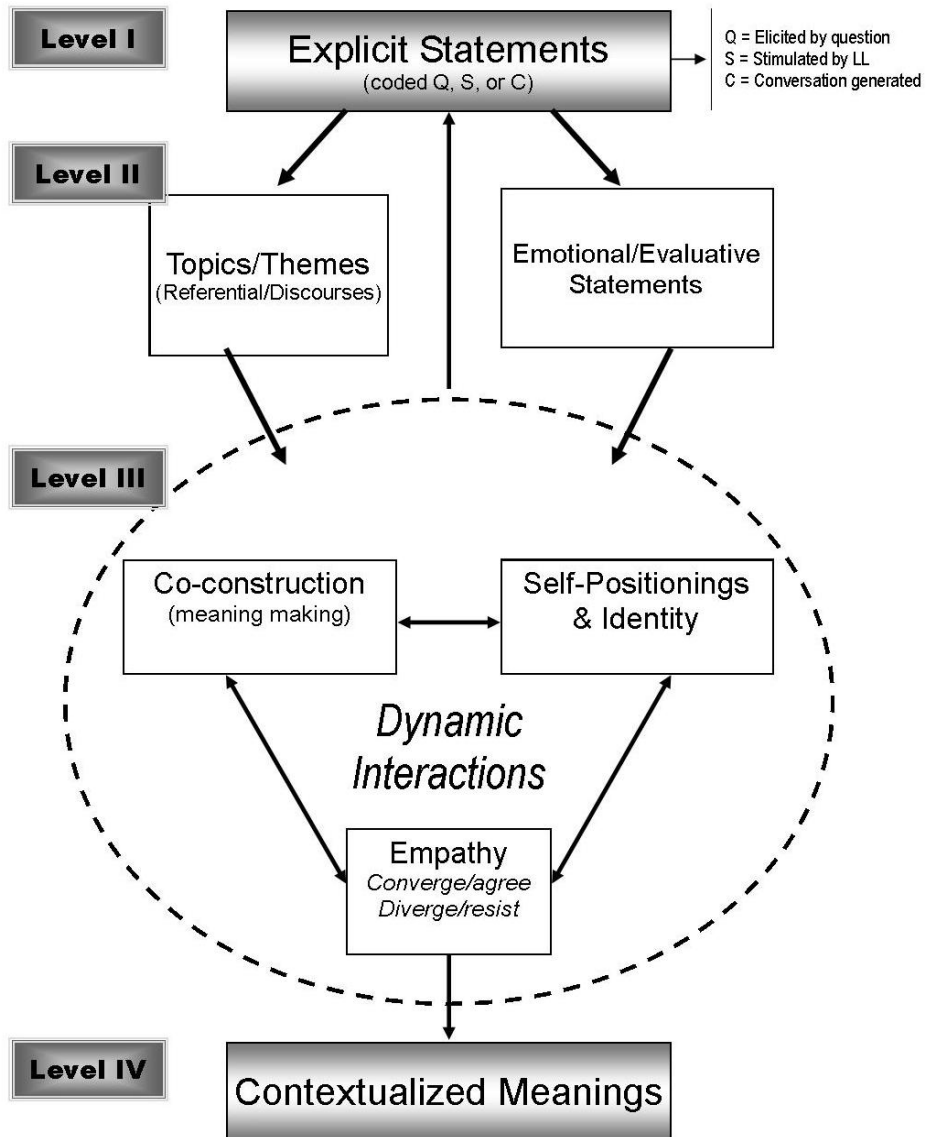 Level I
Explicit Statements
(coded Q, S, or C)
Q = Elicited by question
S = Stimulated by LL
C = Conversation generated
Level II
Topics/Themes
(Referential/Discourses)
Emotional/Evaluative
Statements
Level III
Co-construction
(meaning making)
Self-Positionings
& Identity
Dynamic
Interactions
Empathy
Converge/agree
Diverge/resist
Level IV
Contextualized Meanings